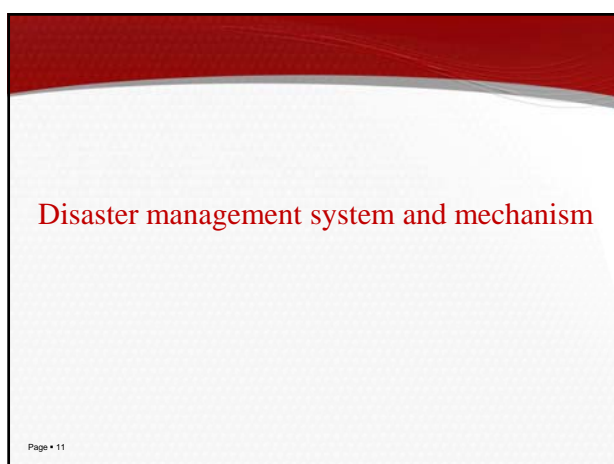 Disaster management system and mechanism
Page ▪ 11